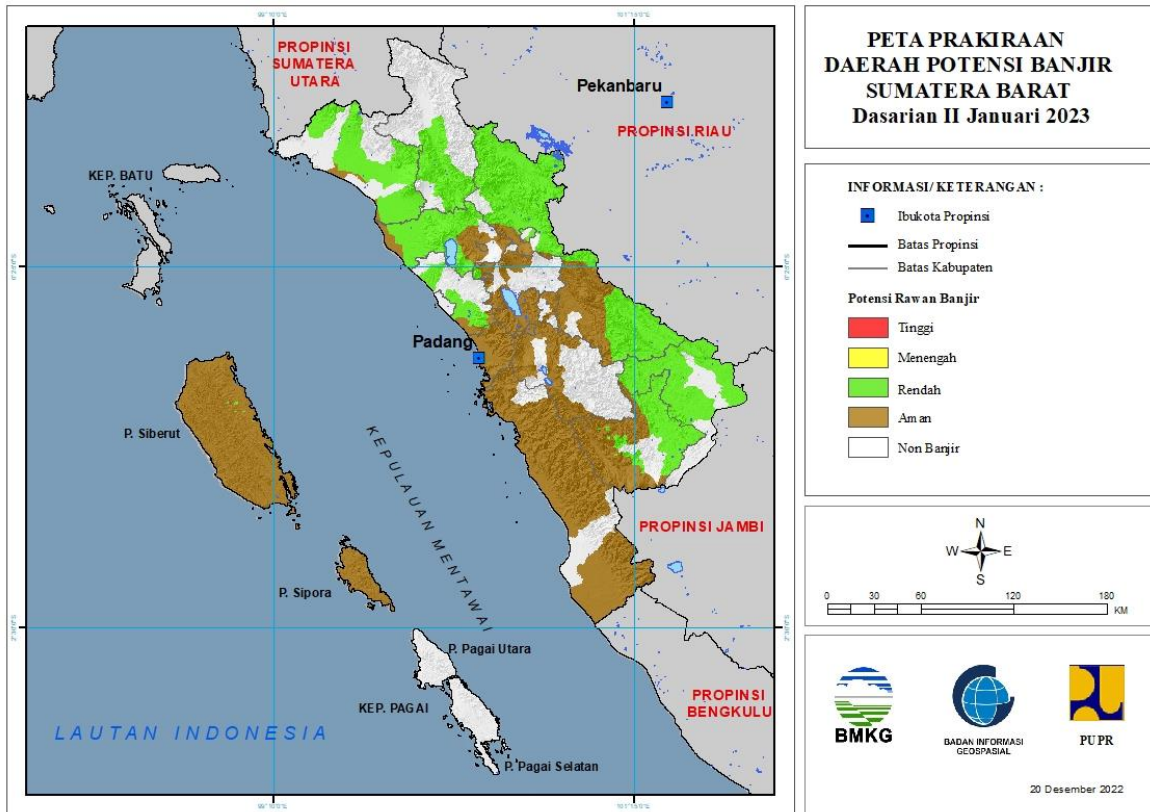 PETA PRAKIRAAN
DAERAH POTENSI BANJIR
SUMATERA BARAT
Dasarian II Januari 2023
PROPINSI
SUMATERA
UTARA
Pekanbaru
PROPINSI RIAU
KEP. BATU
Padang
P. Siberut
KEPULAUAN MENTAWAI
PROPINSI JAMBI
P. Sipora
P. Pagai Utara
KEP. PAGAI
PROPINSI
BENGKULU
LAUTAN INDONESIA
P. Pagai Selatan
INFORMASI/ KETERANGAN :
Ibukota Propinsi
Batas Propinsi
Batas Kabupaten
Potensi Rawan Banjir
Tinggi
Menengah
Rendah
Aman
Non Banjir
N
W E
S
0 30 60 120 180
KM
BMKG
BADAN INFORMASI
GEOSPASIAL
PUPR
20 Desember 2022